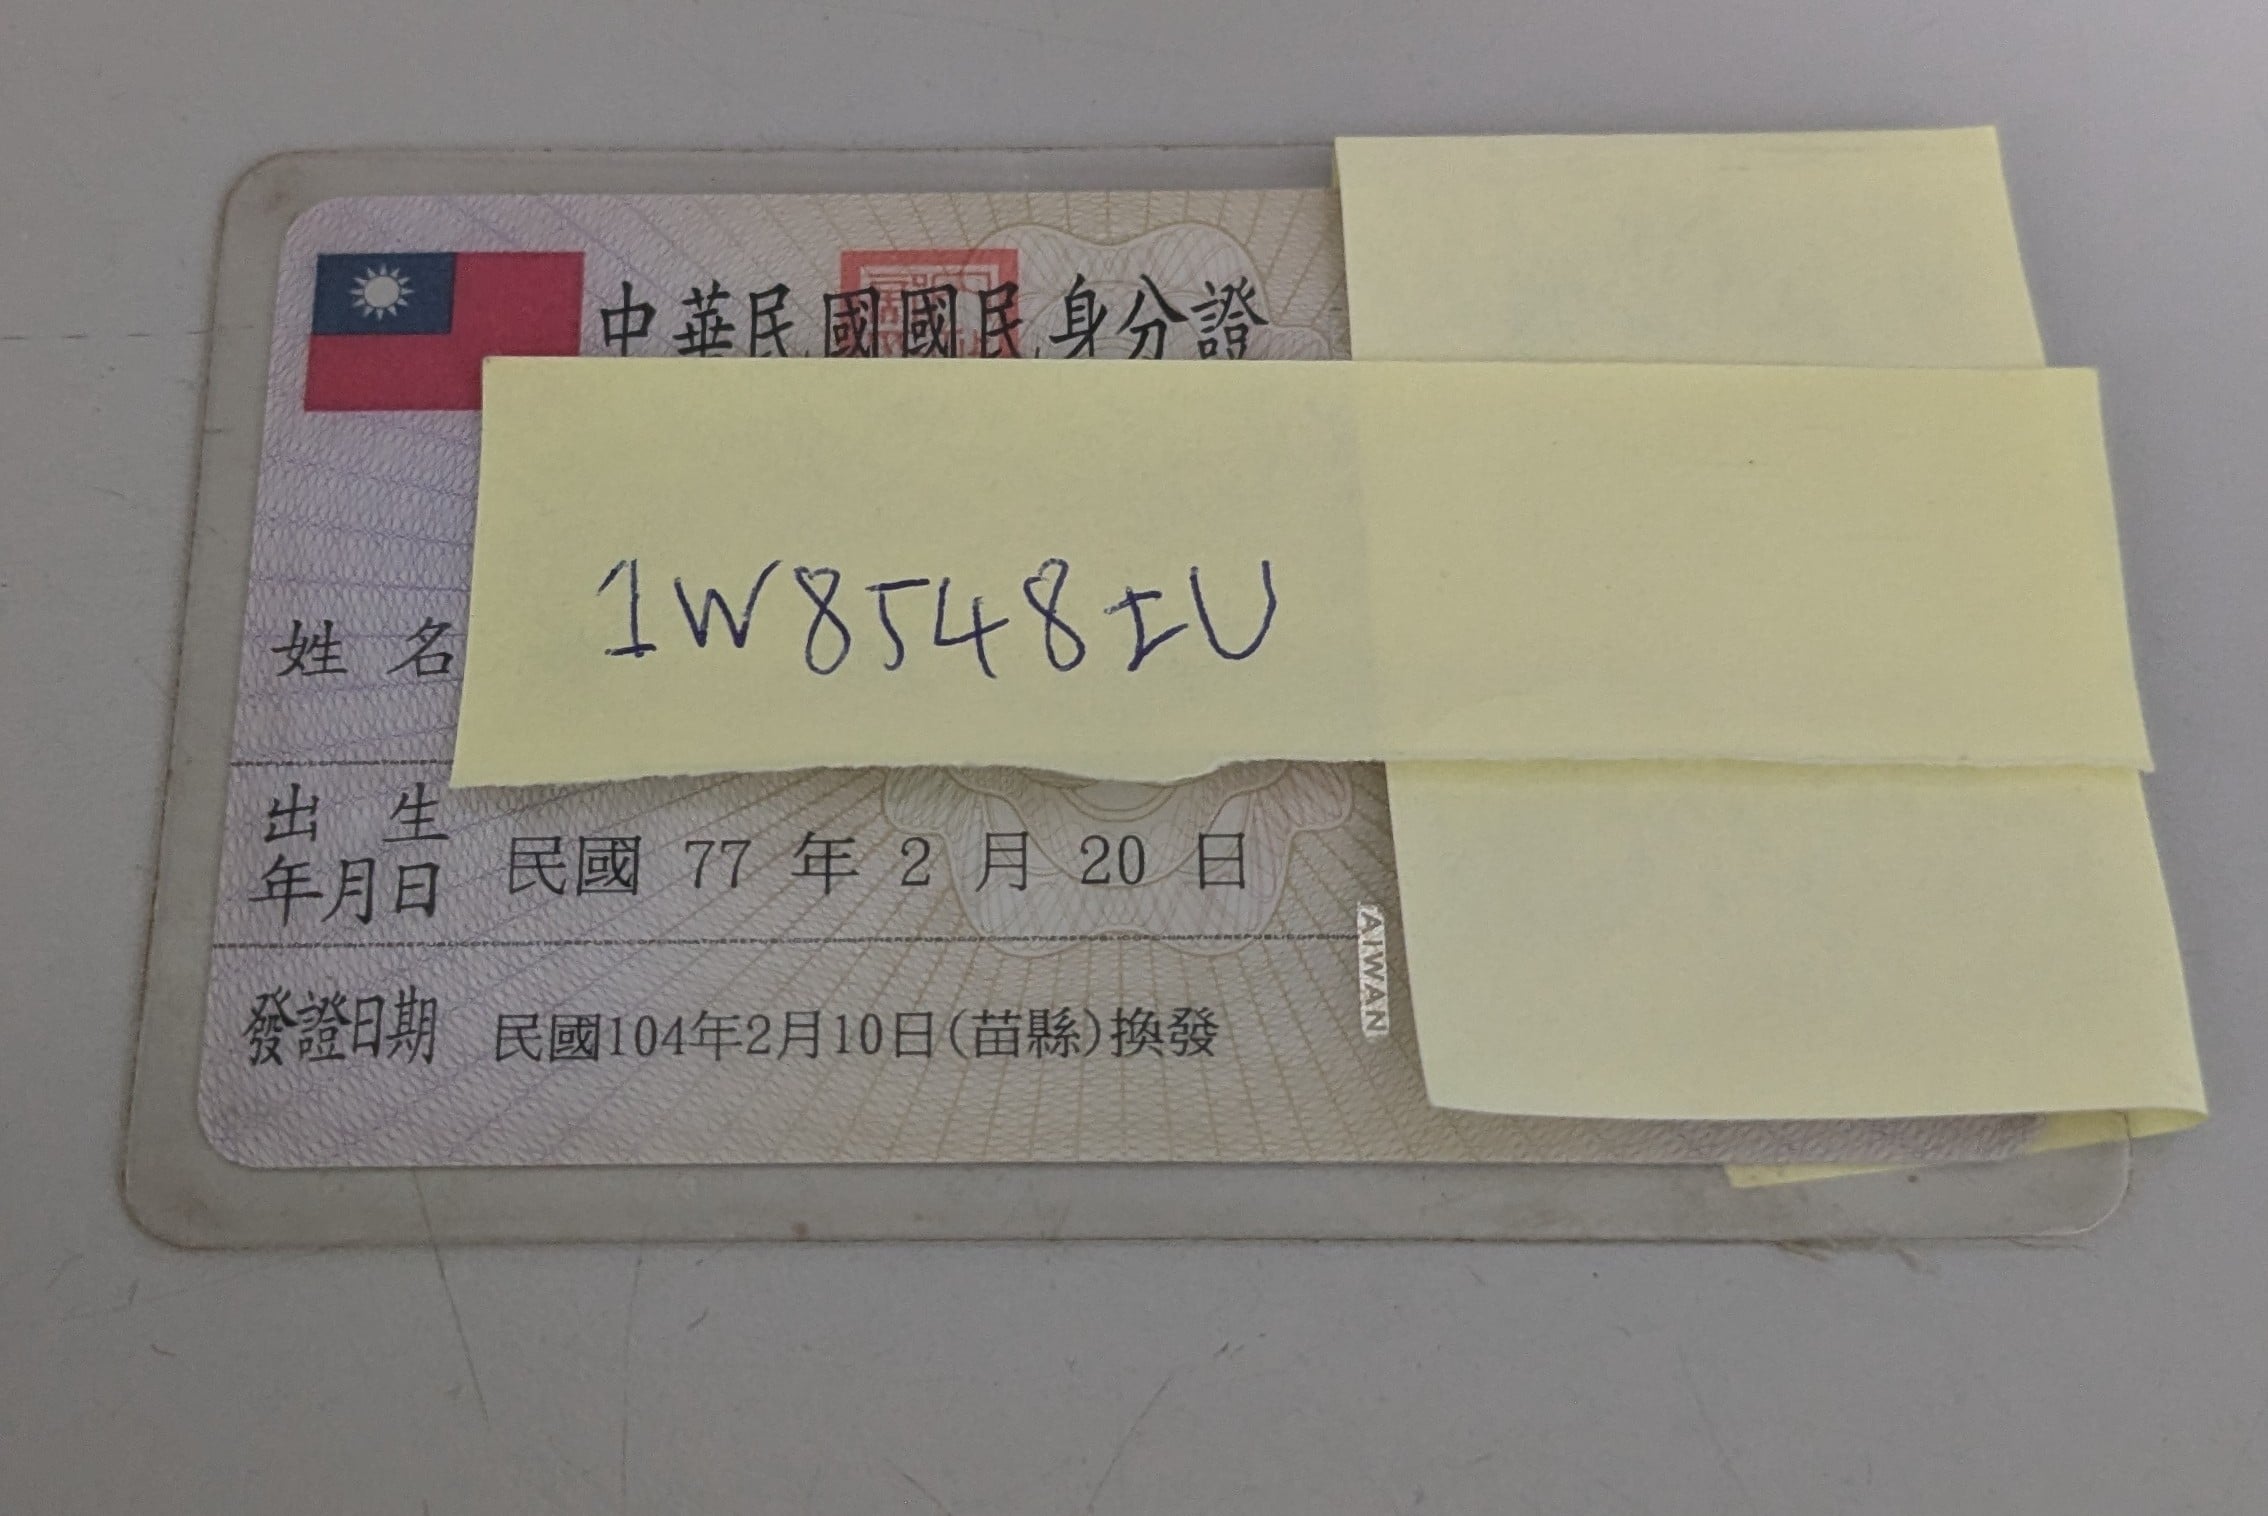 中華民國國民身分證
1W8548IU
姓名
出生年月日 民國 77 年 2 月 20 日
發證日期 民國104年2月10日(苗縣)換發
TAIWAN